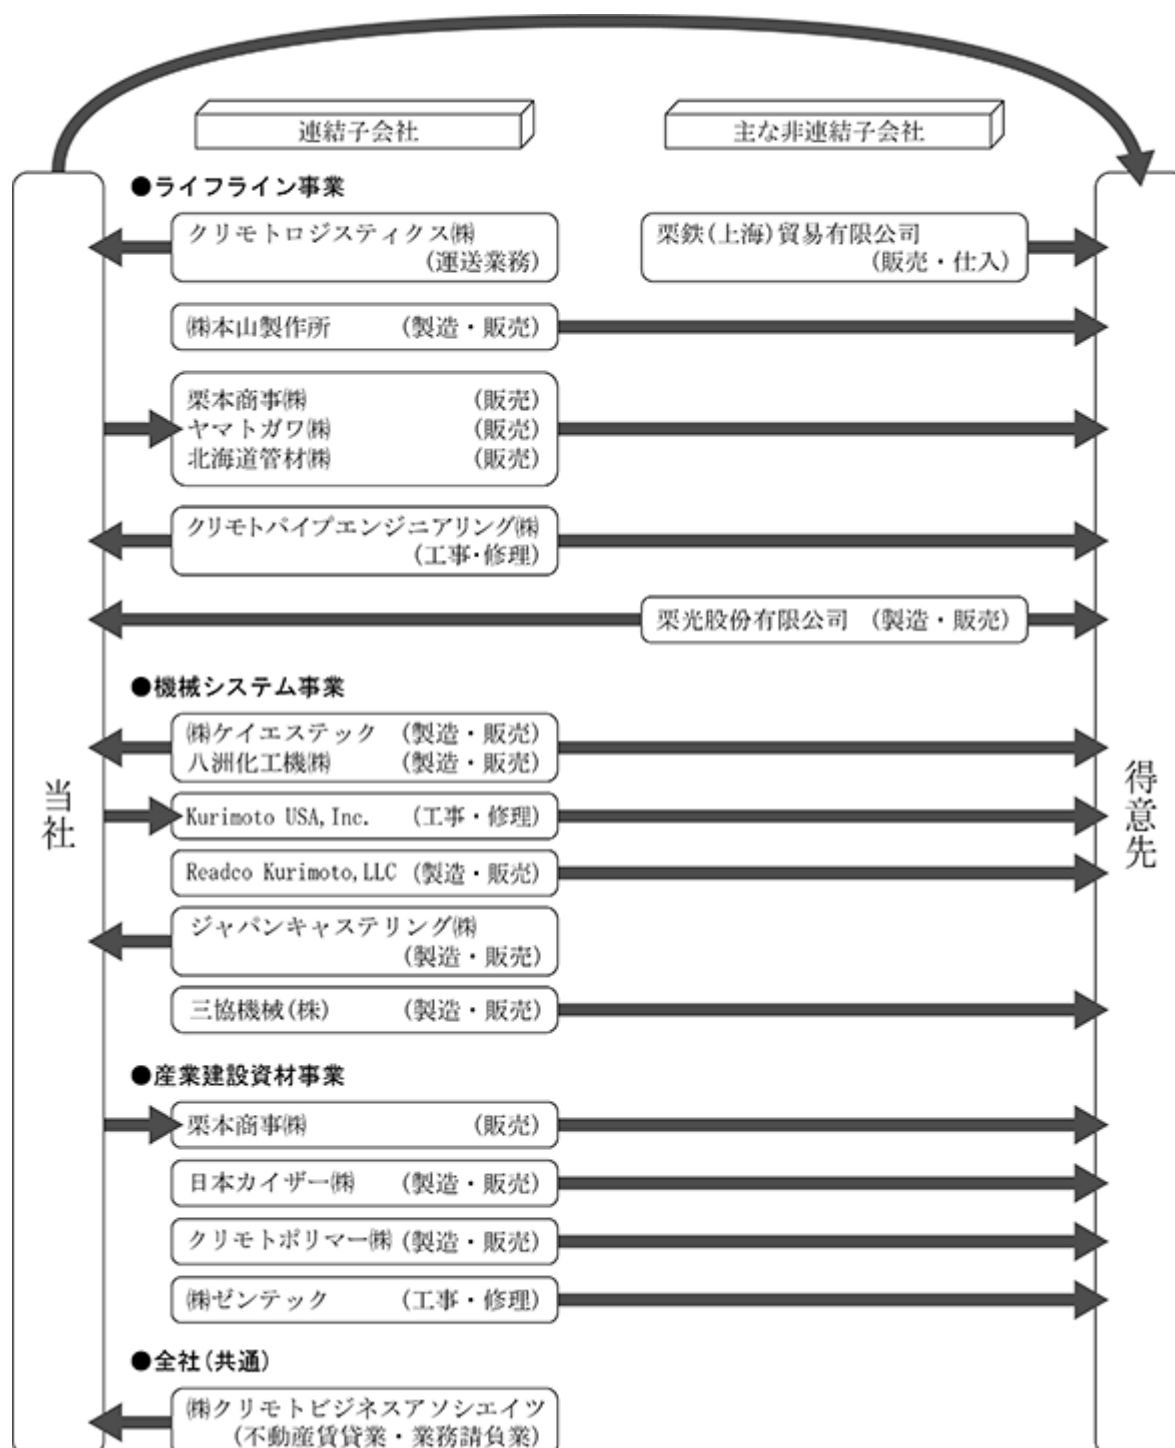 連結子会社
主な非連結子会社
●ライフライン事業
クリモトロジスティクス㈱
(運送業務)
栗鉄(上海)貿易有限公司
(販売・仕入)
㈱本山製作所 (製造・販売)
栗本商事㈱ (販売)
ヤマトガワ㈱ (販売)
北海道管材㈱ (販売)
クリモトパイプエンジニアリング㈱
(工事・修理)
栗光股份有限公司 (製造・販売)
●機械システム事業
㈱ケイエステック (製造・販売)
八洲化工機㈱ (製造・販売)
当社
得意先
Kurimoto USA,Inc. (工事・修理)
Readco Kurimoto,LLC (製造・販売)
ジャパンキャステリング㈱
(製造・販売)
三協機械(株) (製造・販売)
●産業建設資材事業
栗本商事㈱ (販売)
日本カイザー㈱ (製造・販売)
クリモトポリマー㈱ (製造・販売)
㈱ゼンテック (工事・修理)
●全社(共通)
㈱クリモトビジネスアソシエイツ
(不動産賃貸業・業務請負業)